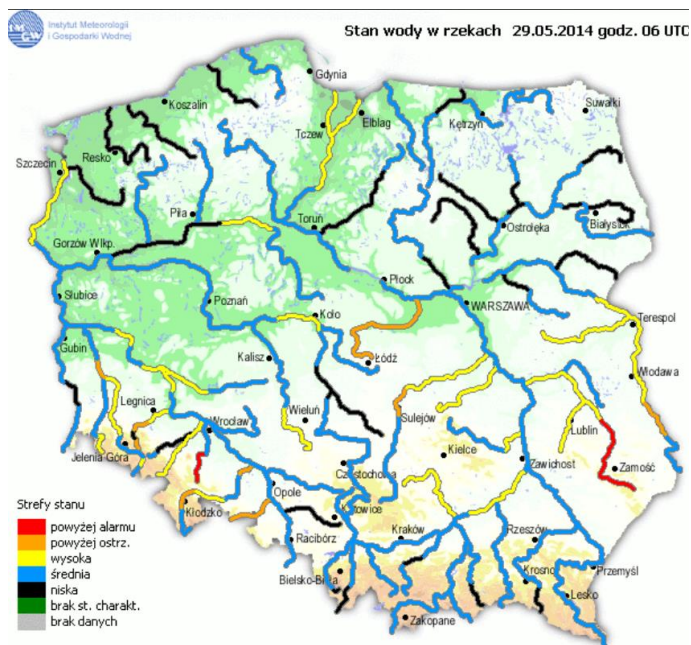 Instytut Meteorologii
i Gospodarki Wodnej
Stan wody w rzekach 29.05.2014 godz. 06 UTC
Gdynia
Koszalin
Suwałki
Elbląg
Kętrzyn
Tczew
Resko
Szczecin
Piła
Toruń
Ostrołęka
Białystok
Gorzów Wlkp.
Płock
Słubice
Poznań
WARSZAWA
Koło
Terespol
Gubin
Kalisz
Łódź
Włodawa
Legnica
Wieluń
Sulejów
Wrocław
Lublin
Jelenia Góra
Kielce
Zawichost
Zamość
Częstochowa
Opole
Kłodzko
Katowice
Racibórz
Kraków
Rzeszów
Bielsko-Biała
Krosno
Przemyśl
Lesko
Zakopane
Strefy stanu
powyżej alarmu
powyżej ostrz.
wysoka
średnia
niska
brak st. charakt.
brak danych